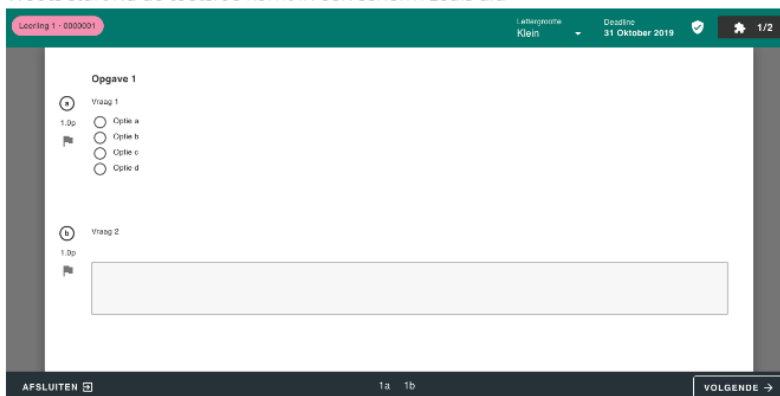 Leerling 1 - 0000001
Lettergrootte
Klein
Deadline
31 Oktober 2019
1/2
Opgave 1
a
Vraag 1
1.0p
Optie a
Optie b
Optie c
Optie d
b
Vraag 2
1.0p
AFSLUITEN
1a 1b
VOLGENDE →